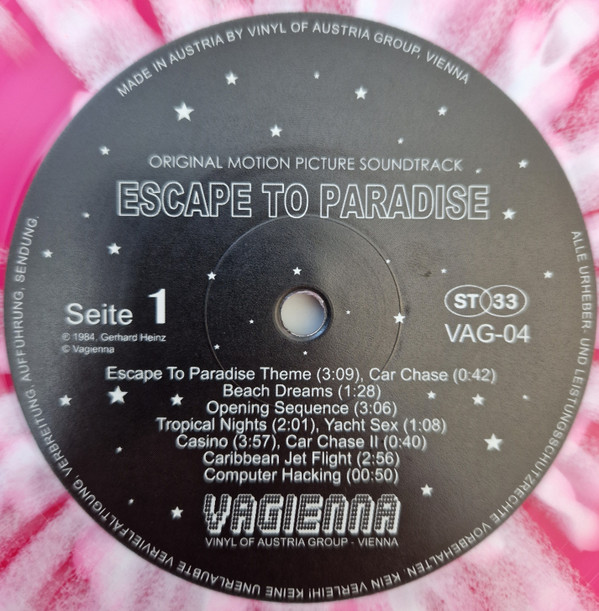 MADE IN AUSTRIA BY VINYL OF AUSTRIA GROUP, VIENNA
ORIGINAL MOTION PICTURE SOUNDTRACK
ESCAPE TO PARADISE
Seite 1
℗ 1984, Gerhard Heinz
© Vagienna
ST 33
VAG-04
Escape To Paradise Theme (3:09), Car Chase (0:42)
Beach Dreams (1:28)
Opening Sequence (3:06)
Tropical Nights (2:01), Yacht Sex (1:08)
Casino (3:57), Car Chase II (0:40)
Caribbean Jet Flight (2:56)
Computer Hacking (00:50)
VAGIENNA
VINYL OF AUSTRIA GROUP - VIENNA
ALLE URHEBER- UND LEISTUNGSSCHUTZRECHTE VORBEHALTEN. KEIN VERLEIH! KEINE UNERLAUBTE VERVIELFÄLTIGUNG, VERBREITUNG, AUFFÜHRUNG, SENDUNG.